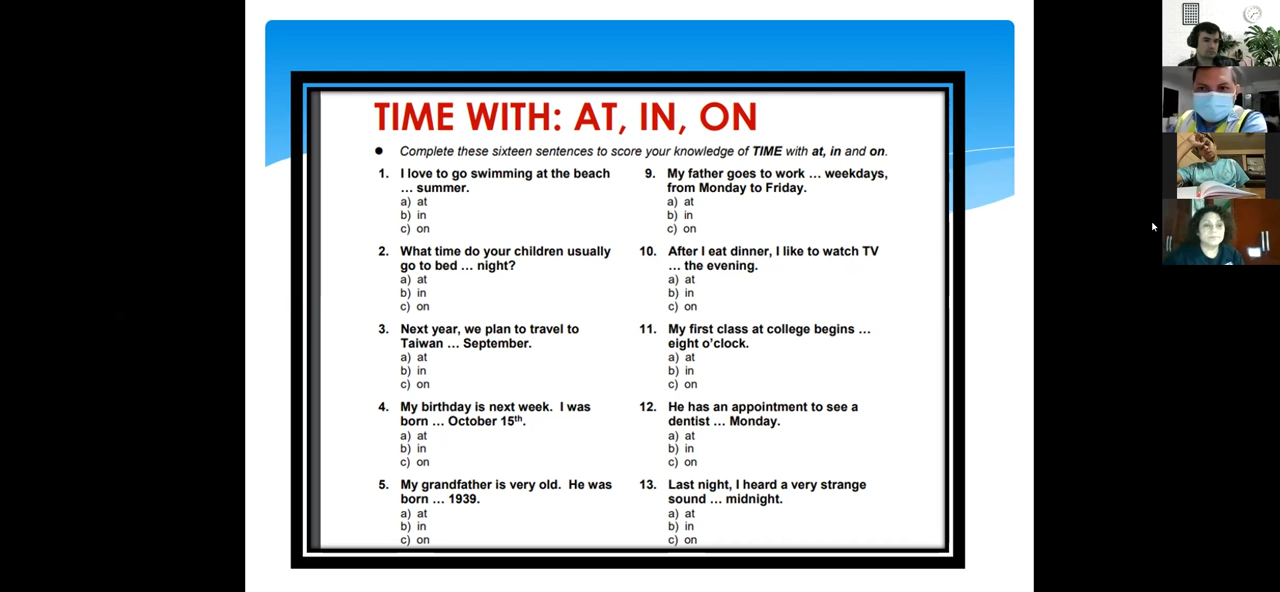 TIME WITH: AT, IN, ON
● Complete these sixteen sentences to score your knowledge of TIME with at, in and on.
1. I love to go swimming at the beach
… summer.
a) at
b) in
c) on
2. What time do your children usually
go to bed … night?
a) at
b) in
c) on
3. Next year, we plan to travel to
Taiwan … September.
a) at
b) in
c) on
4. My birthday is next week. I was
born … October 15th.
a) at
b) in
c) on
5. My grandfather is very old. He was
born … 1939.
a) at
b) in
c) on
9. My father goes to work … weekdays,
from Monday to Friday.
a) at
b) in
c) on
10. After I eat dinner, I like to watch TV
… the evening.
a) at
b) in
c) on
11. My first class at college begins …
eight o'clock.
a) at
b) in
c) on
12. He has an appointment to see a
dentist … Monday.
a) at
b) in
c) on
13. Last night, I heard a very strange
sound … midnight.
a) at
b) in
c) on